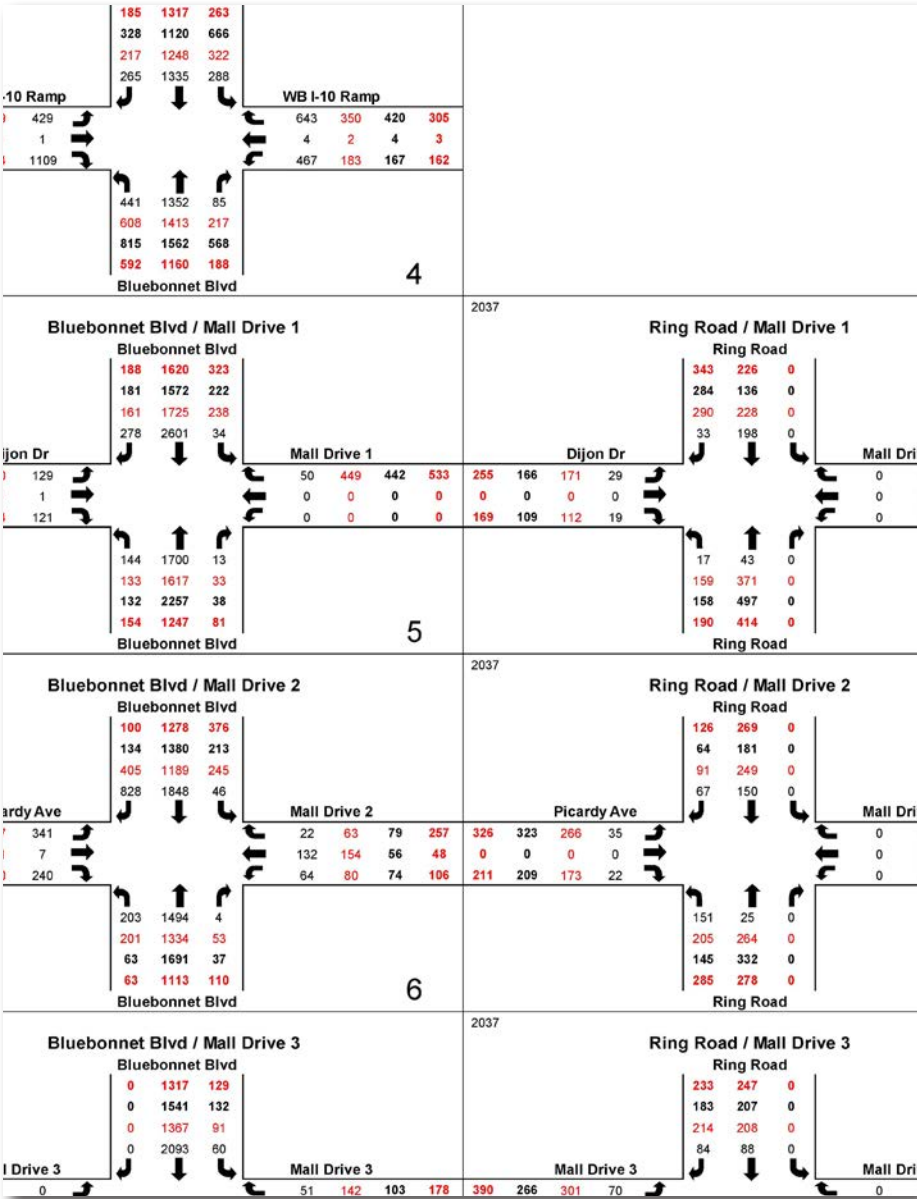 185 1317 263
328 1120 666
217 1248 322
265 1335 288
-10 Ramp WB I-10 Ramp
429 643 350 420 305
1 4 2 4 3
1109 467 183 167 162
441 1352 85
608 1413 217
815 1562 568
592 1160 188
4
Bluebonnet Blvd
2037
Bluebonnet Blvd / Mall Drive 1 Ring Road / Mall Drive 1
Bluebonnet Blvd Ring Road
188 1620 323 343 226 0
181 1572 222 284 136 0
161 1725 238 290 228 0
278 2601 34 33 198 0
ijon Dr Mall Drive 1 Dijon Dr Mall Dri
129 50 449 442 533 255 166 171 29 0
1 0 0 0 0 0 0 0 0 0
121 0 0 0 0 169 109 112 19 0
144 1700 13 17 43 0
133 1617 33 159 371 0
132 2257 38 158 497 0
154 1247 81 5 190 414 0
Bluebonnet Blvd Ring Road
2037
Bluebonnet Blvd / Mall Drive 2 Ring Road / Mall Drive 2
Bluebonnet Blvd Ring Road
100 1278 376 126 269 0
134 1380 213 64 181 0
405 1189 245 91 249 0
828 1848 46 67 150 0
ardy Ave Mall Drive 2 Picardy Ave Mall Dri
341 22 63 79 257 326 323 266 35 0
7 132 154 56 48 0 0 0 0 0
240 64 80 74 106 211 209 173 22 0
203 1494 4 151 25 0
201 1334 53 205 264 0
63 1691 37 145 332 0
63 1113 110 6 285 278 0
Bluebonnet Blvd Ring Road
2037
Bluebonnet Blvd / Mall Drive 3 Ring Road / Mall Drive 3
Bluebonnet Blvd Ring Road
0 1317 129 233 247 0
0 1541 132 183 207 0
0 1367 91 214 208 0
0 2093 60 84 88 0
l Drive 3 Mall Drive 3 Mall Drive 3 Mall Dri
0 51 142 103 178 390 266 301 70 0